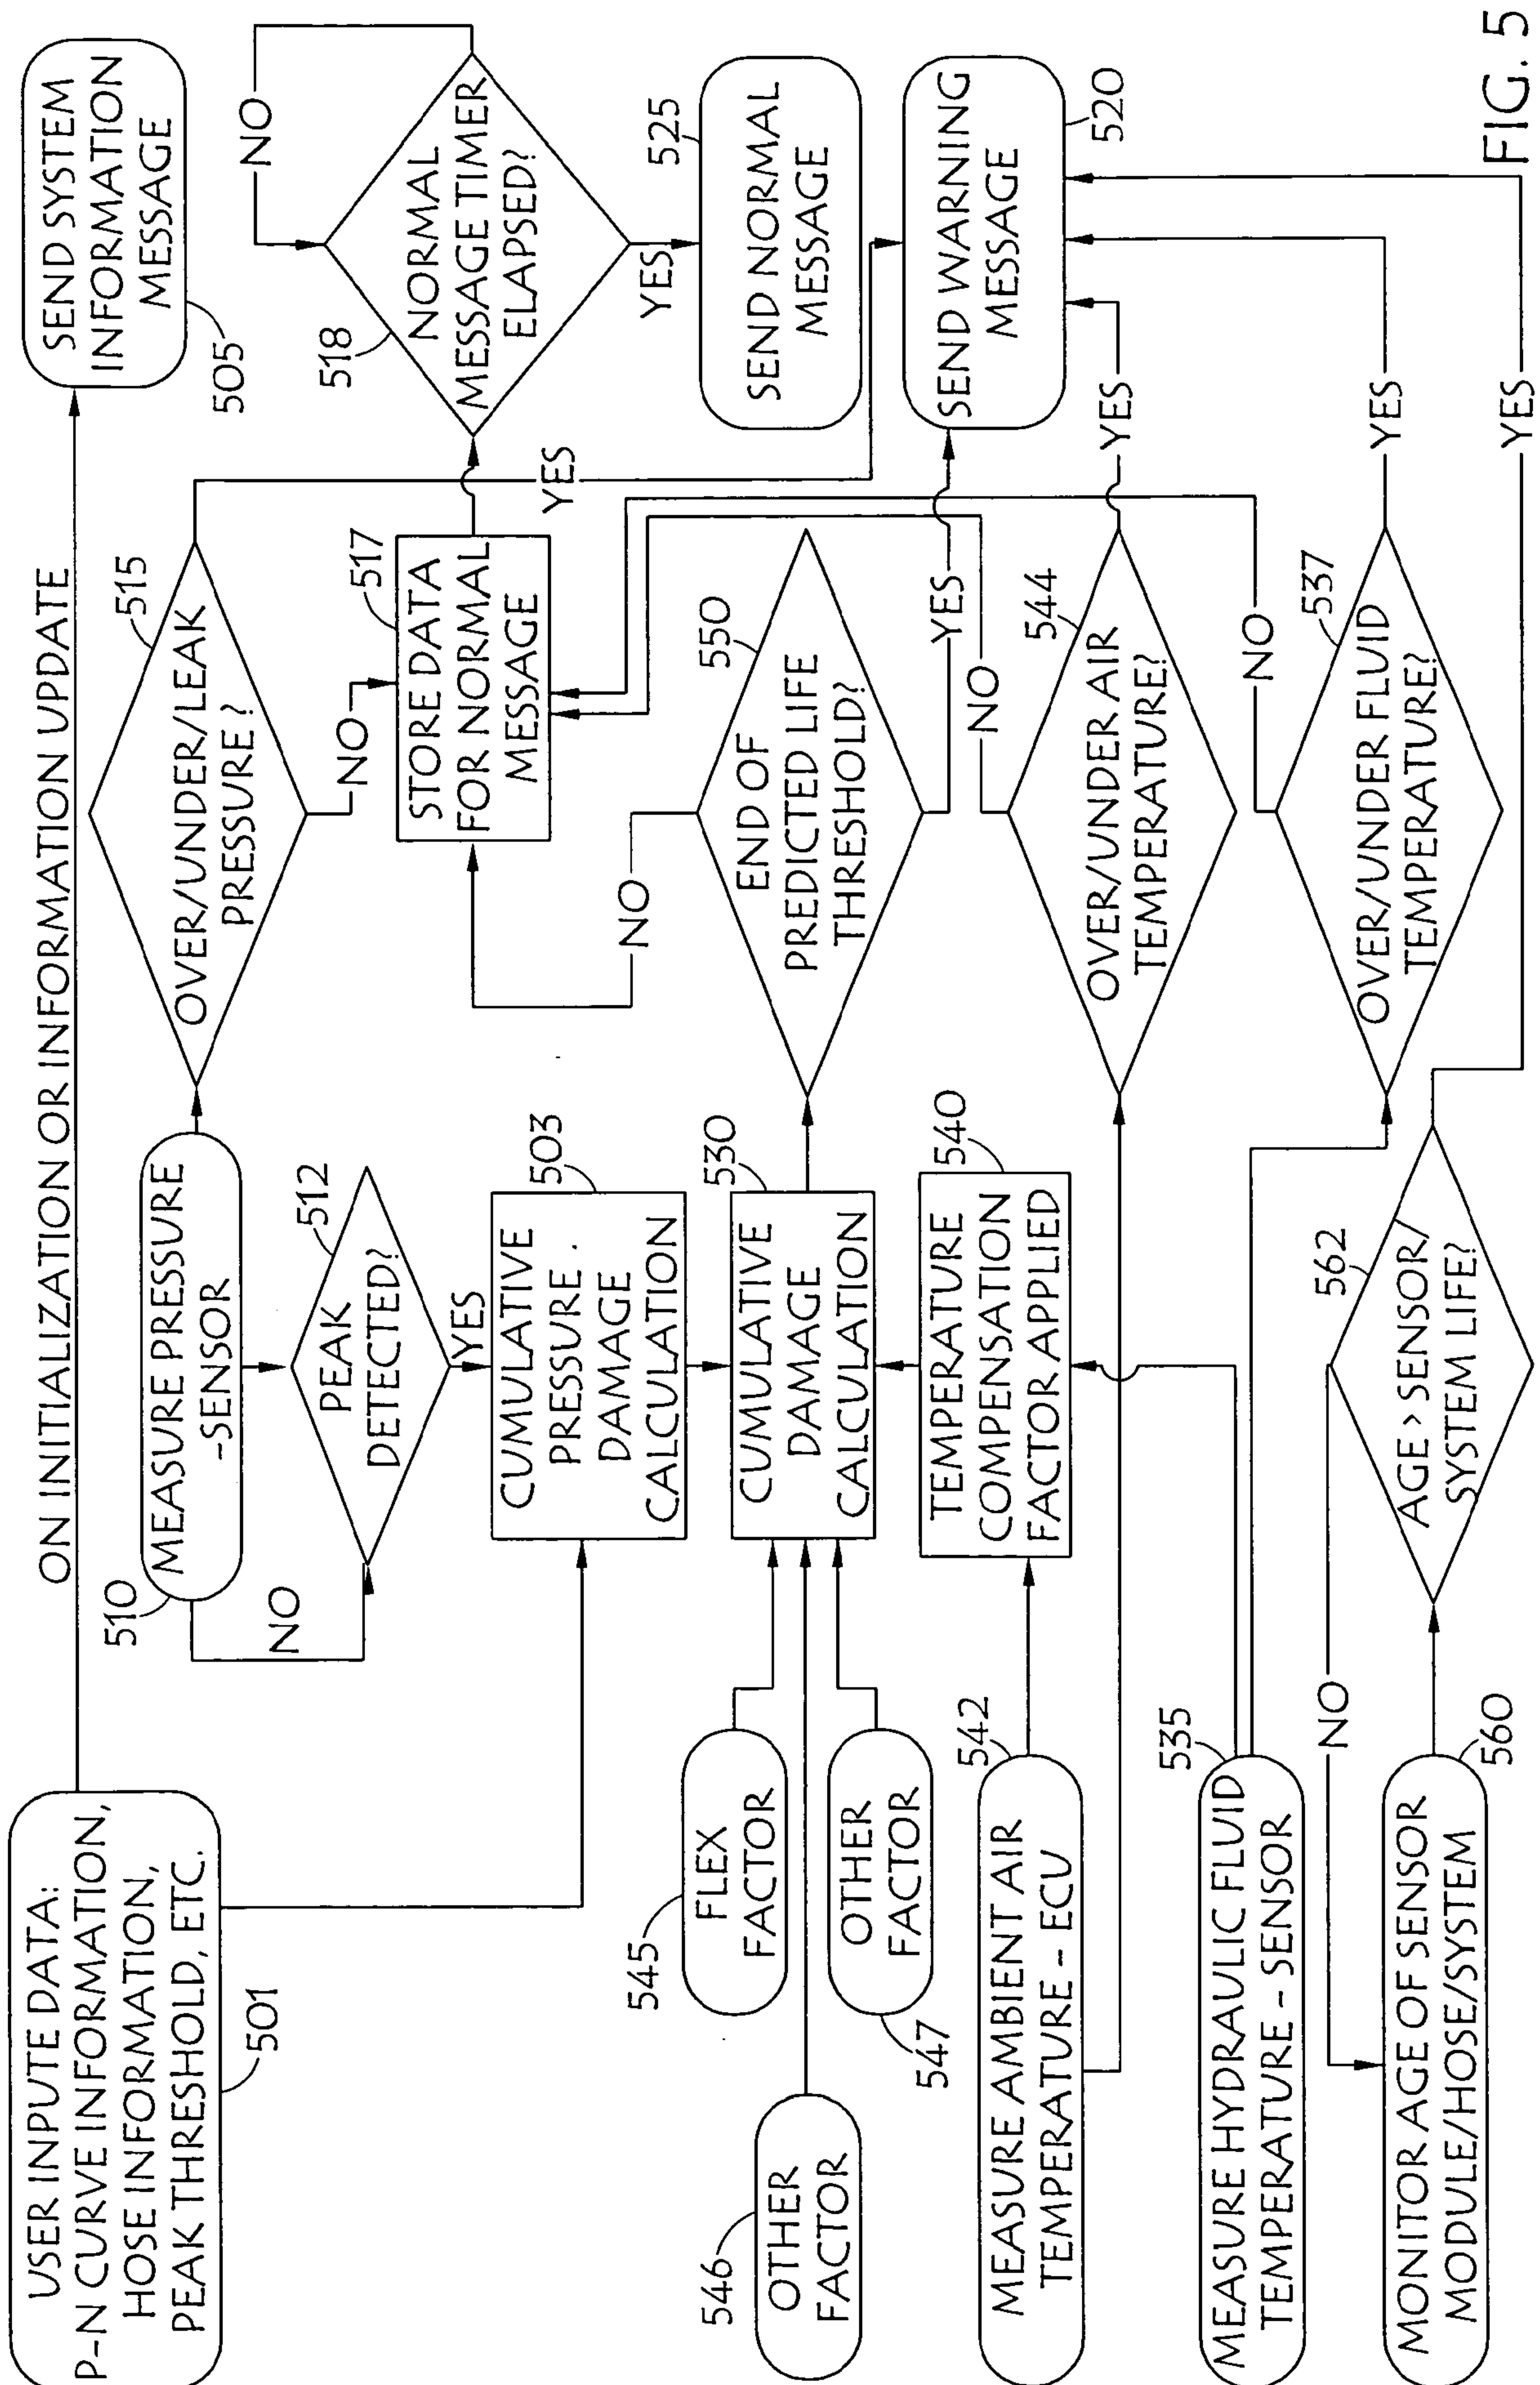 ON INITIALIZATION OR INFORMATION UPDATE
USER INPUTE DATA:
P-N CURVE INFORMATION,
HOSE INFORMATION,
PEAK THRESHOLD, ETC.
501
SEND SYSTEM
INFORMATION
MESSAGE
505
510
MEASURE PRESSURE
-SENSOR
NO
512
PEAK
DETECTED?
YES
515
OVER/UNDER/LEAK
PRESSURE?
NO
YES
517
STORE DATA
FOR NORMAL
MESSAGE
518
NORMAL
MESSAGE TIMER
ELAPSED?
NO
YES
503
CUMULATIVE
PRESSURE.
DAMAGE
CALCULATION
525
SEND NORMAL
MESSAGE
545
FLEX
FACTOR
546
OTHER
FACTOR
547
OTHER
FACTOR
530
CUMULATIVE
DAMAGE
CALCULATION
550
END OF
PREDICTED LIFE
THRESHOLD?
NO
YES
SEND WARNING
MESSAGE
520
542
MEASURE AMBIENT AIR
TEMPERATURE - ECU
540
TEMPERATURE
COMPENSATION
FACTOR APPLIED
544
OVER/UNDER AIR
TEMPERATURE?
NO
YES
535
MEASURE HYDRAULIC FLUID
TEMPERATURE - SENSOR
537
OVER/UNDER FLUID
TEMPERATURE?
NO
YES
560
MONITOR AGE OF SENSOR
MODULE/HOSE/SYSTEM
NO
562
AGE > SENSOR/
SYSTEM LIFE?
YES
FIG. 5